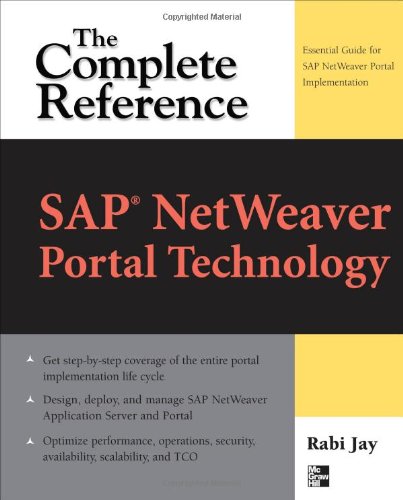 Copyrighted Material
The
Complete
Reference
Essential Guide for
SAP NetWeaver Portal
Implementation
SAP® NetWeaver
Portal Technology
Get step-by-step coverage of the entire portal
implementation life cycle
Design, deploy, and manage SAP NetWeaver
Application Server and Portal
Optimize performance, operations, security,
availability, scalability, and TCO
Rabi Jay
Mc
Graw
Hill
Copyrighted Material